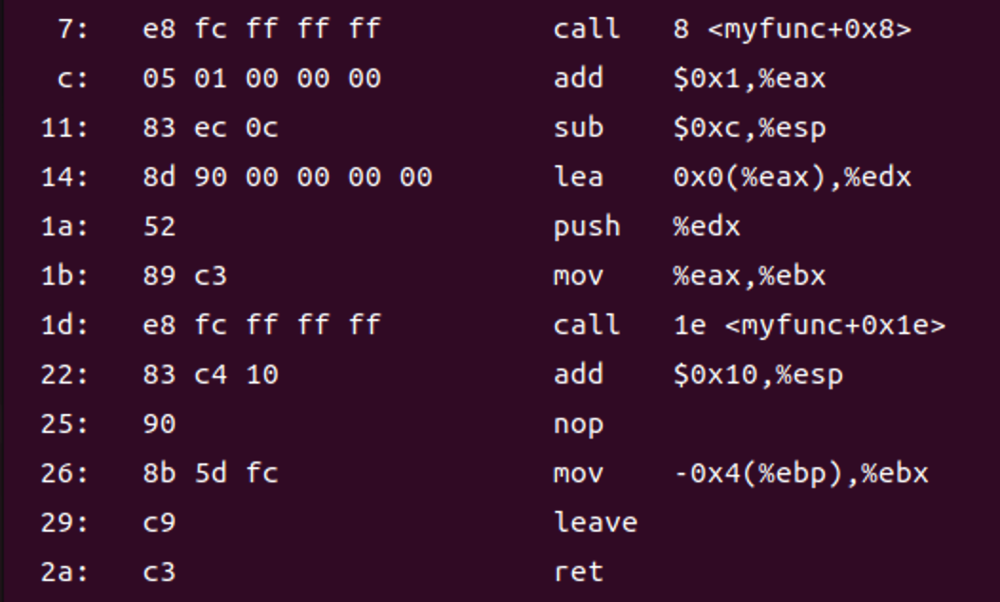 7: e8 fc ff ff ff call 8 <myfunc+0x8>
c: 05 01 00 00 00 add $0x1,%eax
11: 83 ec 0c sub $0xc,%esp
14: 8d 90 00 00 00 00 lea 0x0(%eax),%edx
1a: 52 push %edx
1b: 89 c3 mov %eax,%ebx
1d: e8 fc ff ff ff call 1e <myfunc+0x1e>
22: 83 c4 10 add $0x10,%esp
25: 90 nop
26: 8b 5d fc mov -0x4(%ebp),%ebx
29: c9 leave
2a: c3 ret